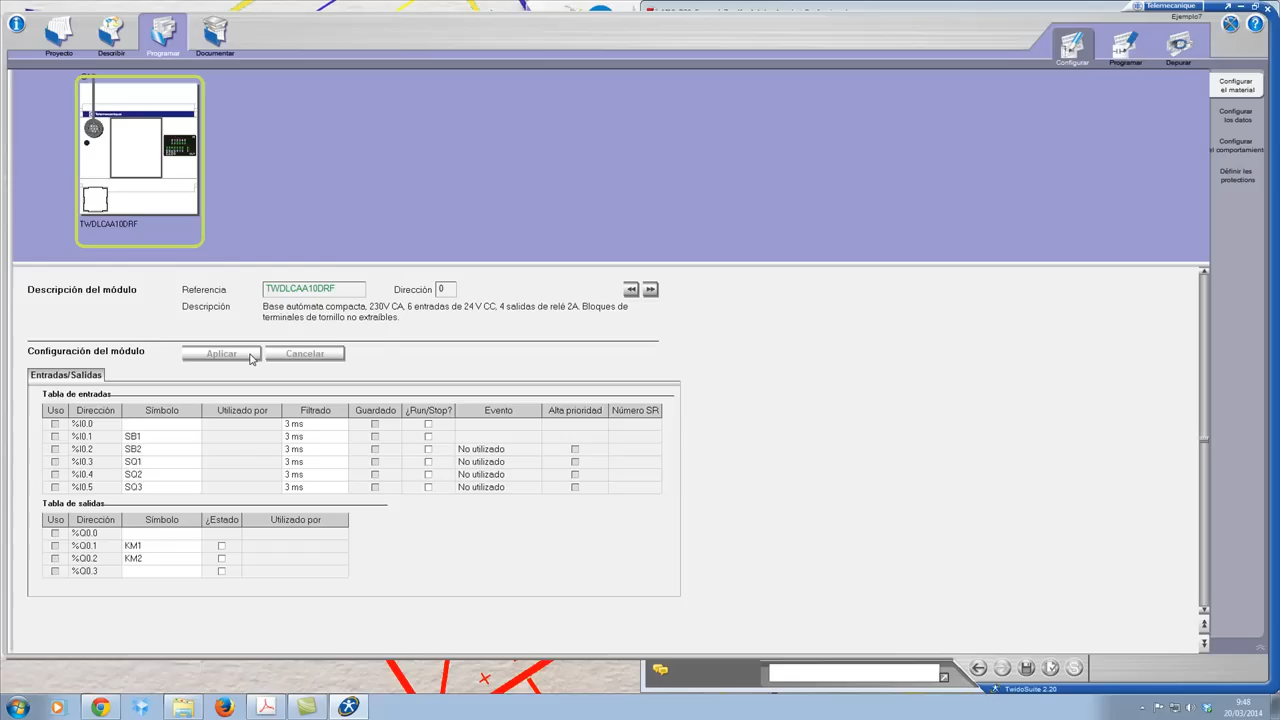 Telemecanique
Ejemplo7
Proyecto
Describir
Programar
Documentar
Configurar
Programar
Depurar
Configurar
el material
Configurar
los datos
Configurar
el comportamient
Définir les
protections
Telemecanique
TWDLCAA10DRF
Descripción del módulo
Referencia
TWDLCAA10DRF
Dirección 0
Descripción
Base autómata compacta, 230V CA, 6 entradas de 24 V CC, 4 salidas de relé 2A. Bloques de
terminales de tornillo no extraíbles.
Configuración del módulo
Aplicar
Cancelar
Entradas/Salidas
Tabla de entradas
Uso Dirección Símbolo Utilizado por Filtrado Guardado ¿Run/Stop? Evento Alta prioridad Número SR
%I0.0 3 ms
%I0.1 SB1 3 ms
%I0.2 SB2 3 ms No utilizado
%I0.3 SQ1 3 ms No utilizado
%I0.4 SQ2 3 ms No utilizado
%I0.5 SQ3 3 ms No utilizado
Tabla de salidas
Uso Dirección Símbolo ¿Estado Utilizado por
%Q0.0
%Q0.1 KM1
%Q0.2 KM2
%Q0.3
TwidoSuite 2.20
9:48
20/03/2014